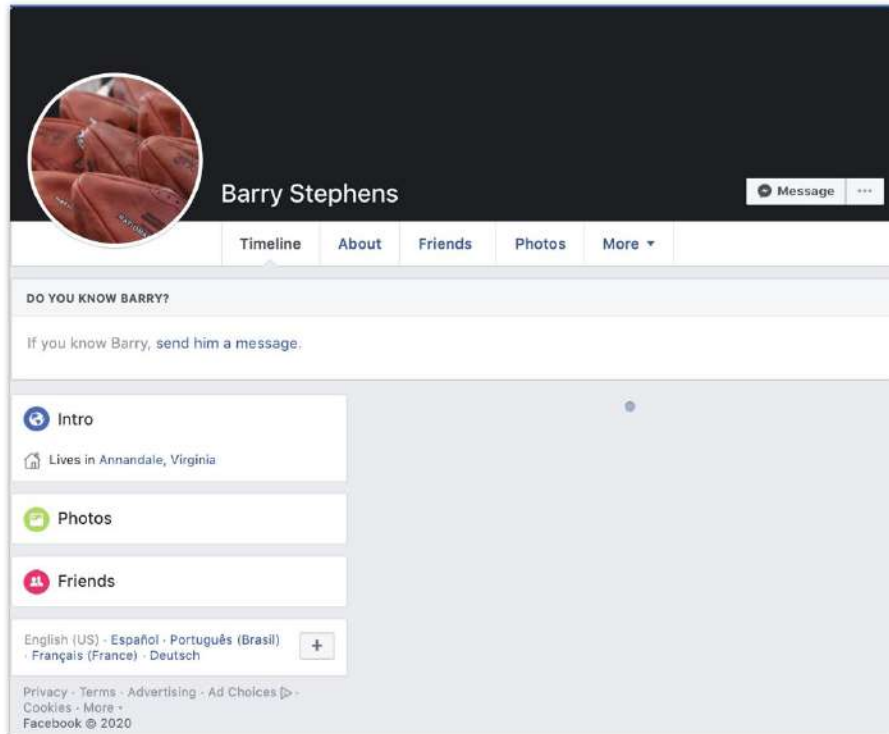 Barry Stephens
Message
Timeline About Friends Photos More
DO YOU KNOW BARRY?
If you know Barry, send him a message.
Intro
Lives in Annandale, Virginia
Photos
Friends
English (US) · Español · Português (Brasil)
· Français (France) · Deutsch
Privacy · Terms · Advertising · Ad Choices ·
Cookies · More
Facebook © 2020